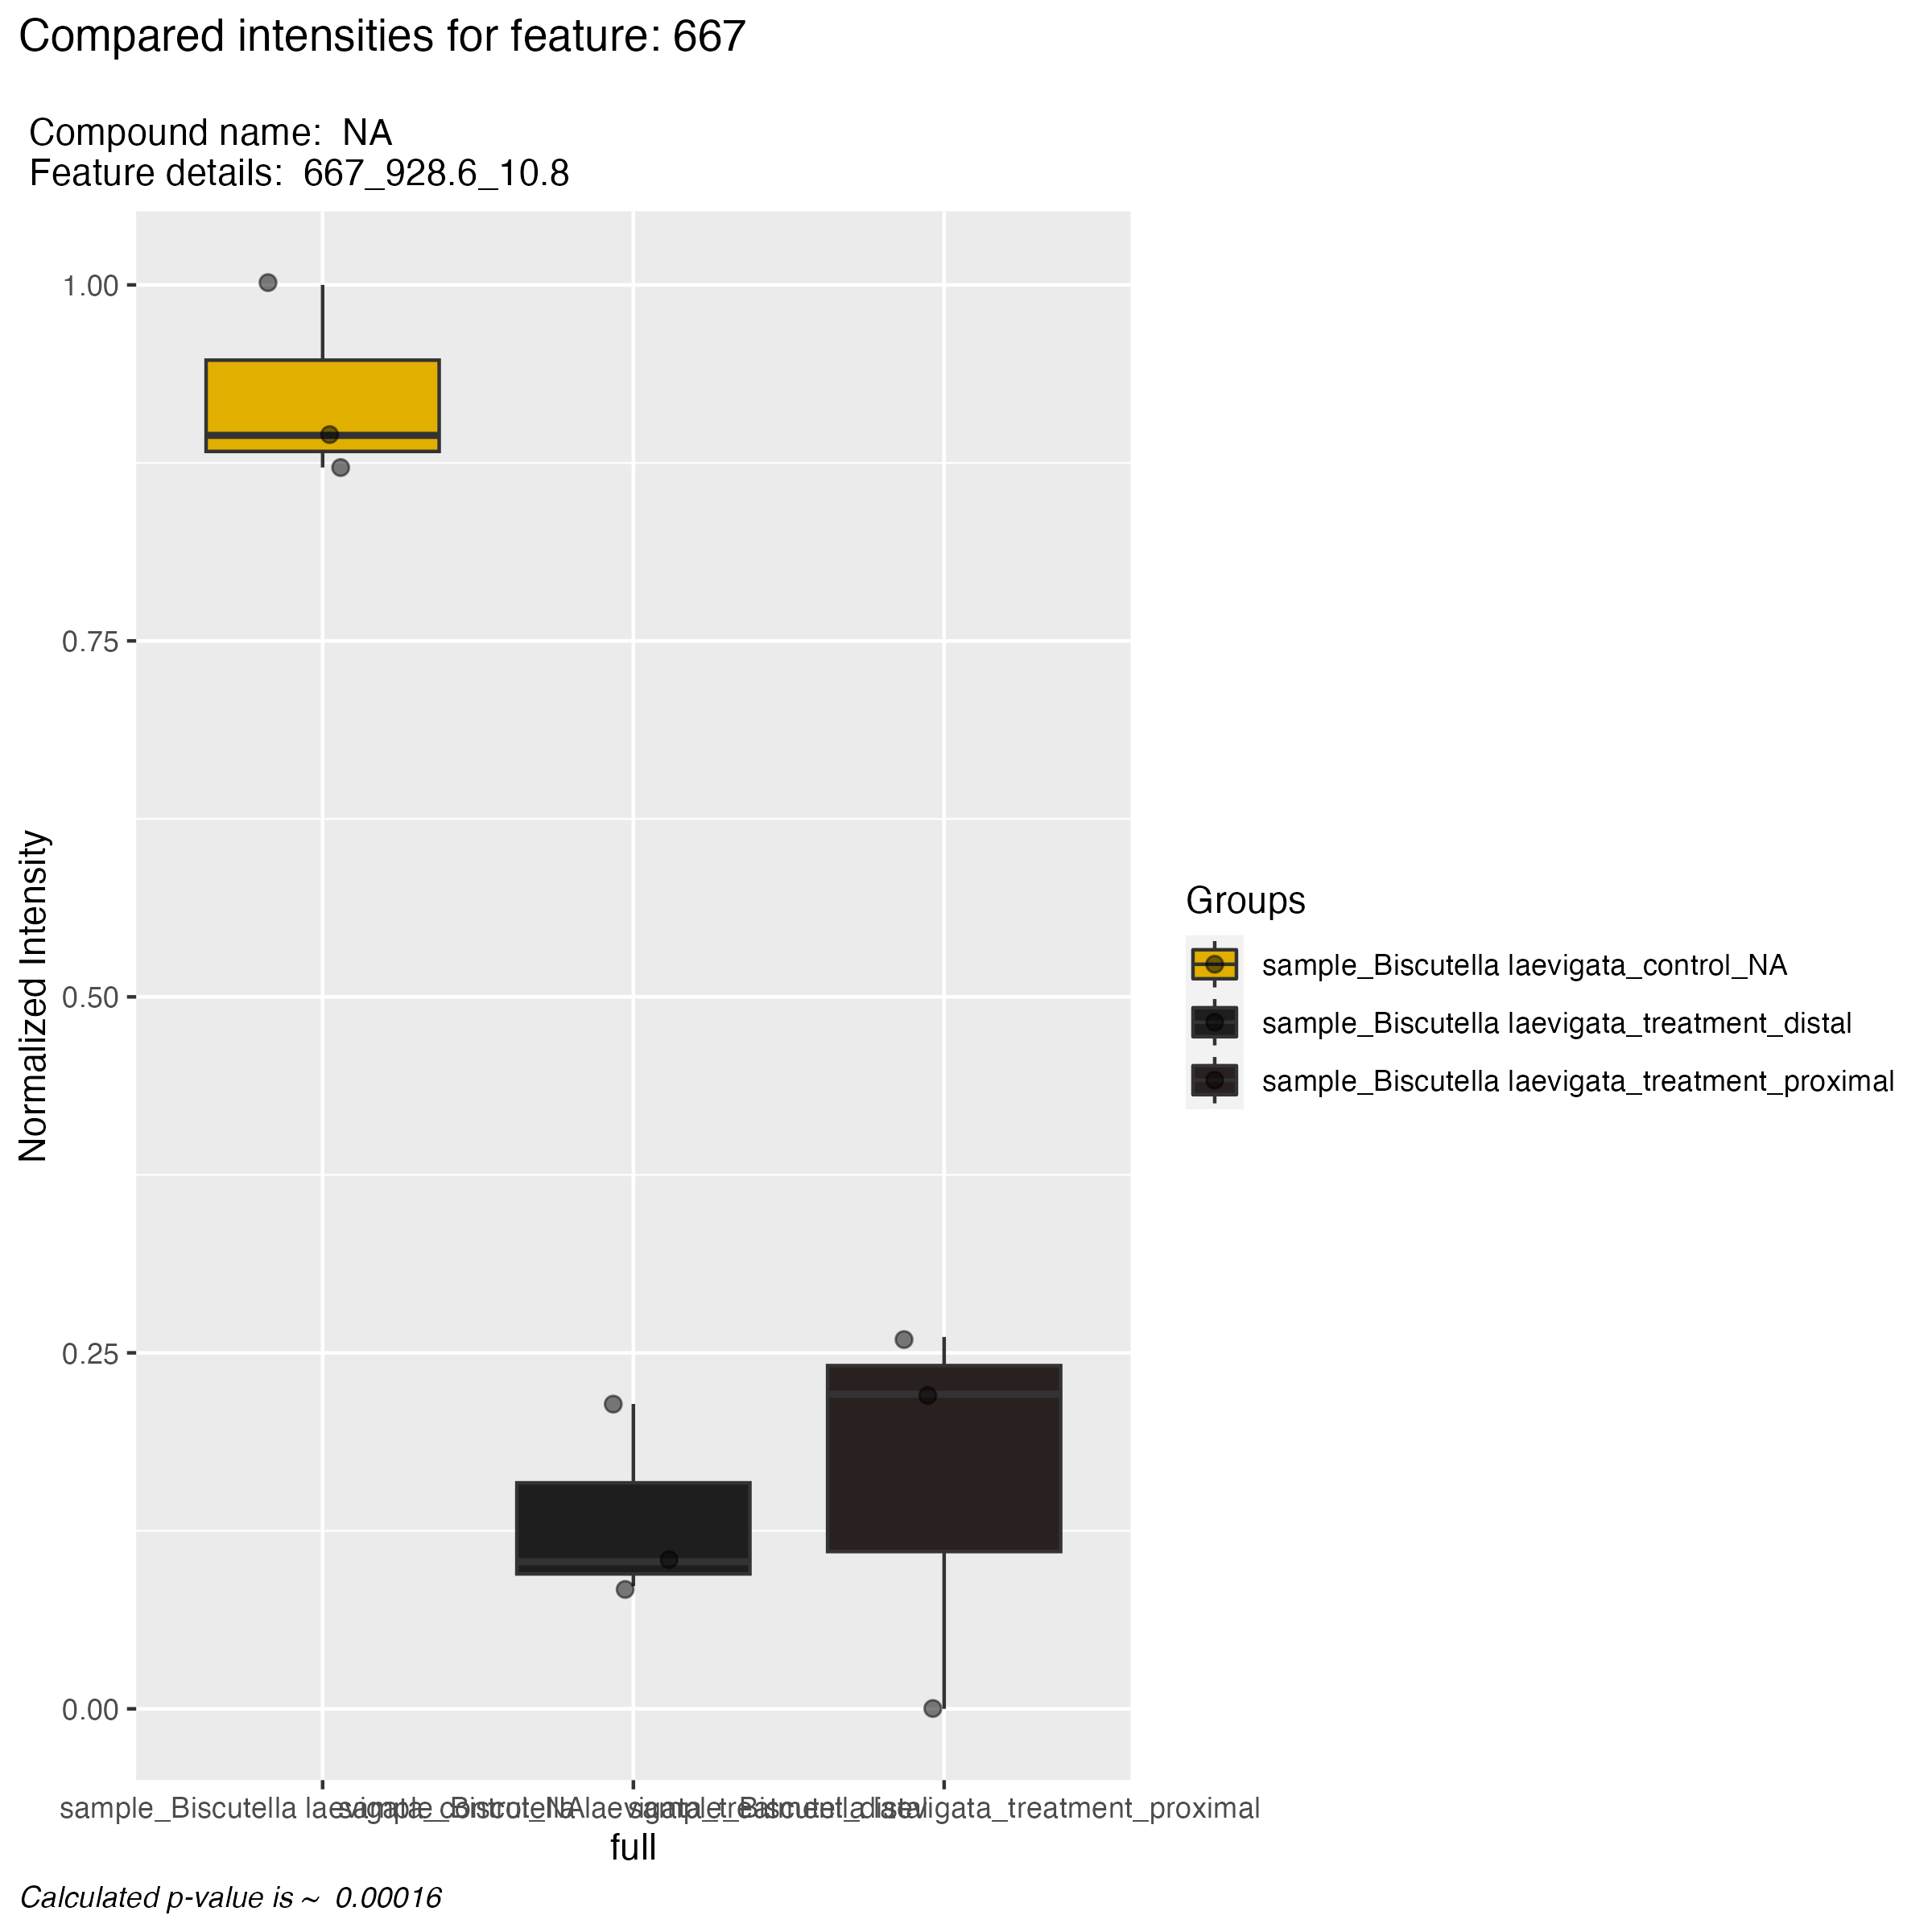 Compared intensities for feature: 667
Compound name:  NA
Feature details:  667_928.6_10.8
Normalized Intensity
1.00
0.75
0.50
0.25
0.00
sample_Biscutella laevigata_control_NA sample_Biscutella laevigata_treatment_distal sample_Biscutella laevigata_treatment_proximal
full
Groups
sample_Biscutella laevigata_control_NA
sample_Biscutella laevigata_treatment_distal
sample_Biscutella laevigata_treatment_proximal
Calculated p-value is ~  0.00016